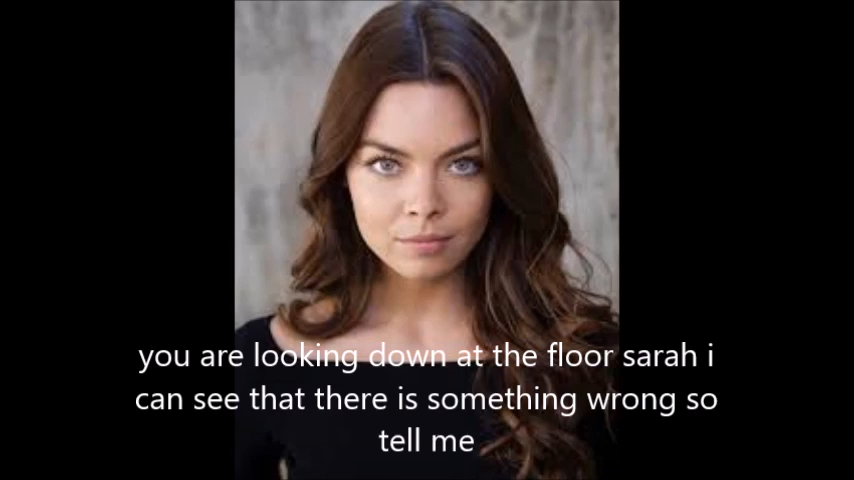 you are looking down at the floor sarah i
can see that there is something wrong so
tell me